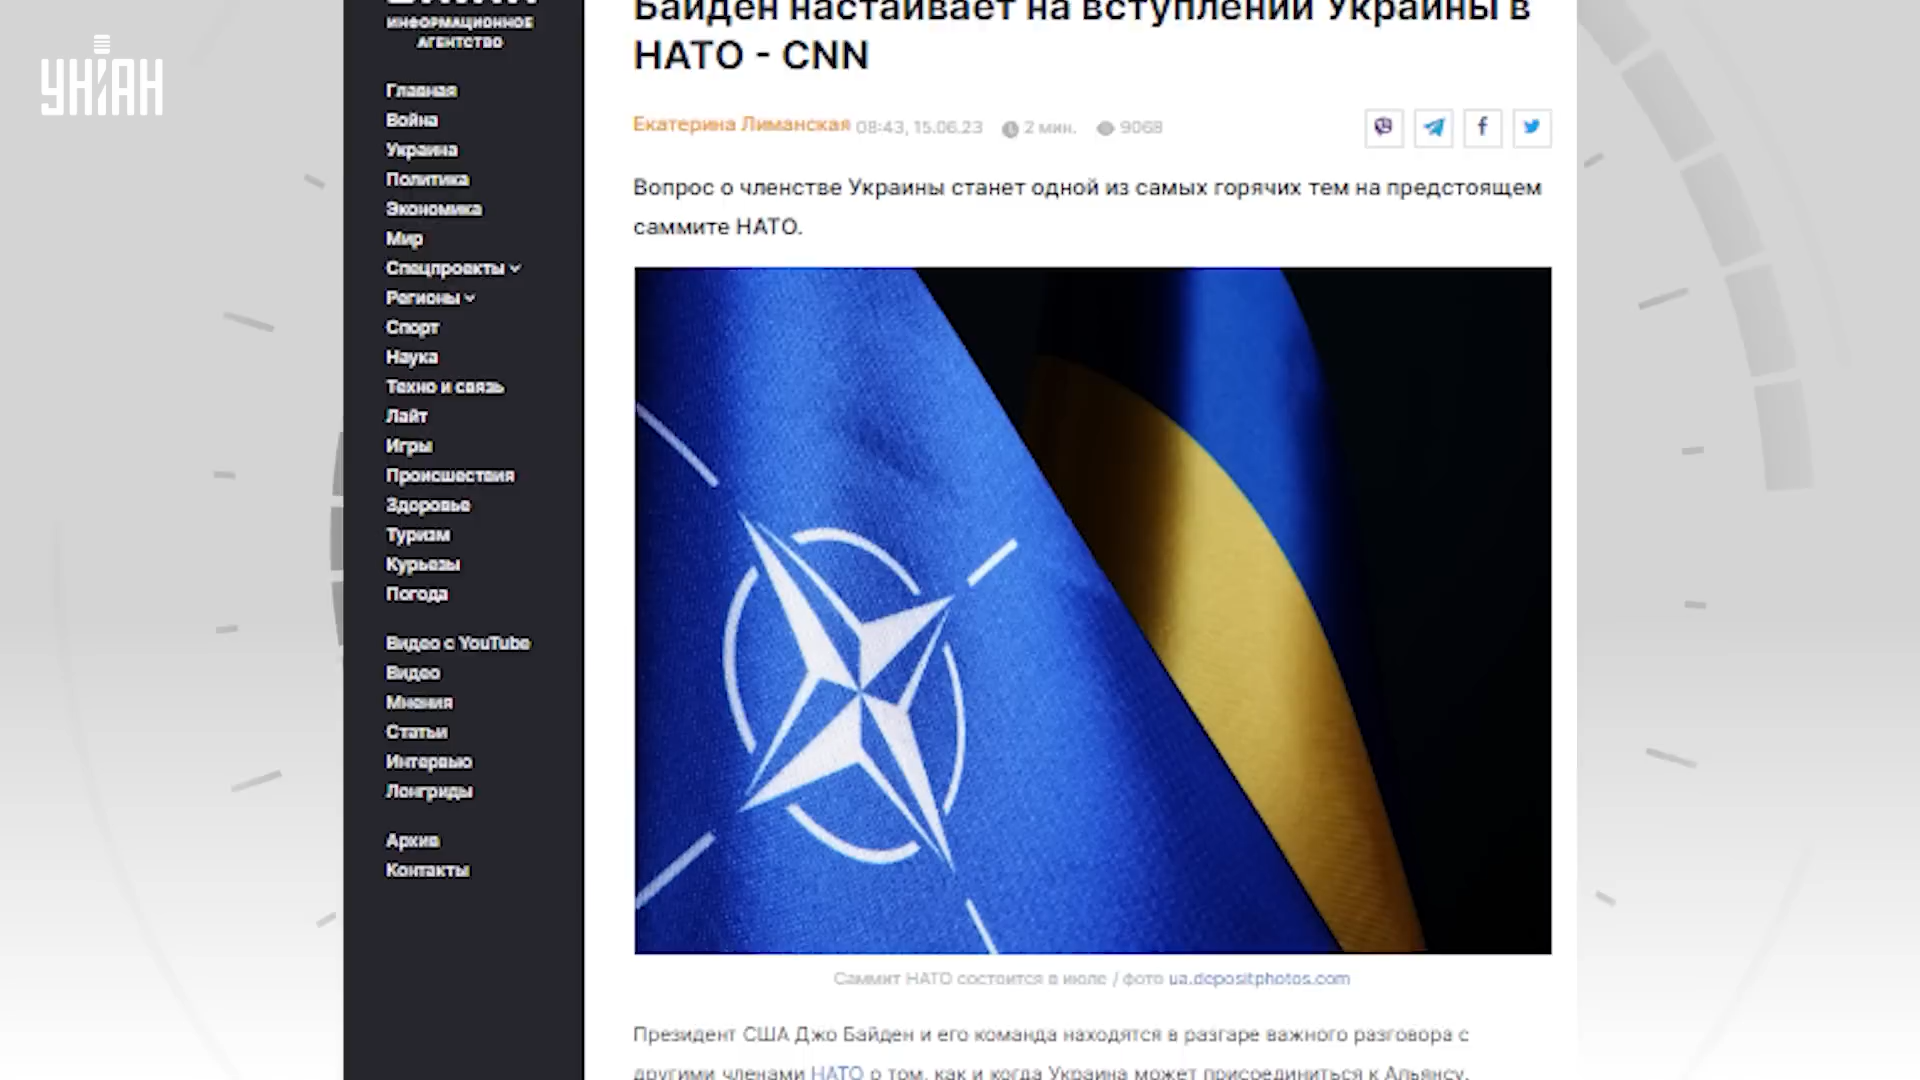 УНІАН
ИНФОРМАЦИОННОЕ
АГЕНТСТВО
Главная
Война
Украина
Политика
Экономика
Мир
Спецпроекты
Регионы
Спорт
Наука
Техно и связь
Лайт
Игры
Происшествия
Здоровье
Туризм
Курьезы
Погода
Видео с YouTube
Видео
Мнения
Статьи
Интервью
Лонгриды
Архив
Контакты
Байден настаивает на вступлении Украины в
НАТО - CNN
Екатерина Лиманская 08:43, 15.06.23 2 мин. 9068
Вопрос о членстве Украины станет одной из самых горячих тем на предстоящем
саммите НАТО.
Саммит НАТО состоится в июле / фото ua.depositphotos.com
Президент США Джо Байден и его команда находятся в разгаре важного разговора с
другими членами НАТО о том, как и когда Украина может присоединиться к Альянсу.